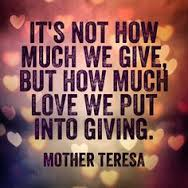 IT'S NOT HOW
MUCH WE GIVE,
BUT HOW MUCH
LOVE WE PUT
INTO GIVING.
MOTHER TERESA